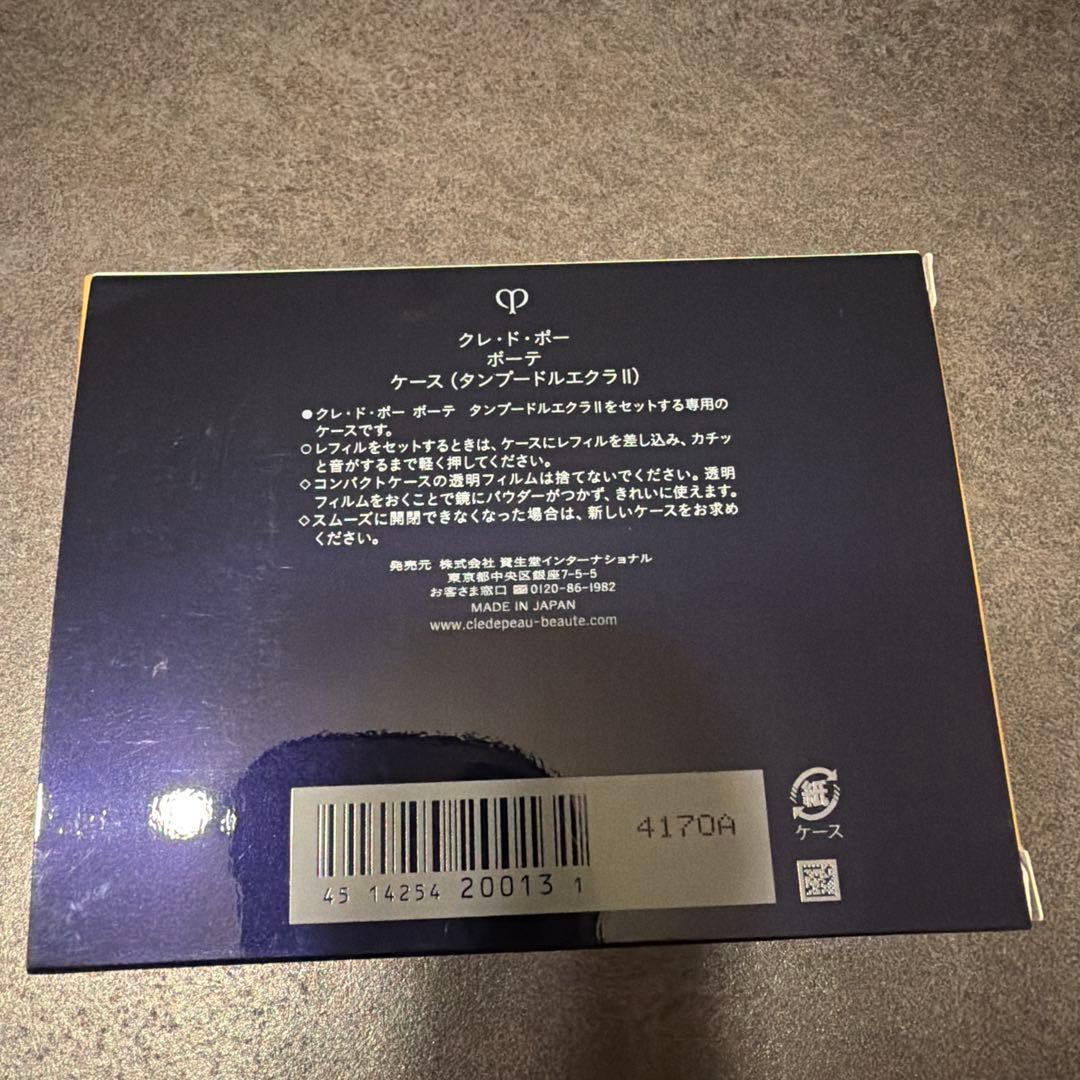 クレ・ド・ポー
ボーテ
ケース(タンプードルエクラⅡ)
●クレ・ド・ポー ボーテ タンプードルエクラⅡをセットする専用の
ケースです。
○レフィルをセットするときは、ケースにレフィルを差し込み、カチッ
と音がするまで軽く押してください。
◇コンパクトケースの透明フィルムは捨てないでください。透明
フィルムをおくことで鏡にパウダーがつかず、きれいに使えます。
◇スムーズに開閉できなくなった場合は、新しいケースをお求め
ください。
発売元 株式会社 資生堂インターナショナル
東京都中央区銀座7-5-5
お客さま窓口 0120-86-1982
MADE IN JAPAN
www.cledepeau-beaute.com
4170A
45 14254 20013 1
紙
ケース